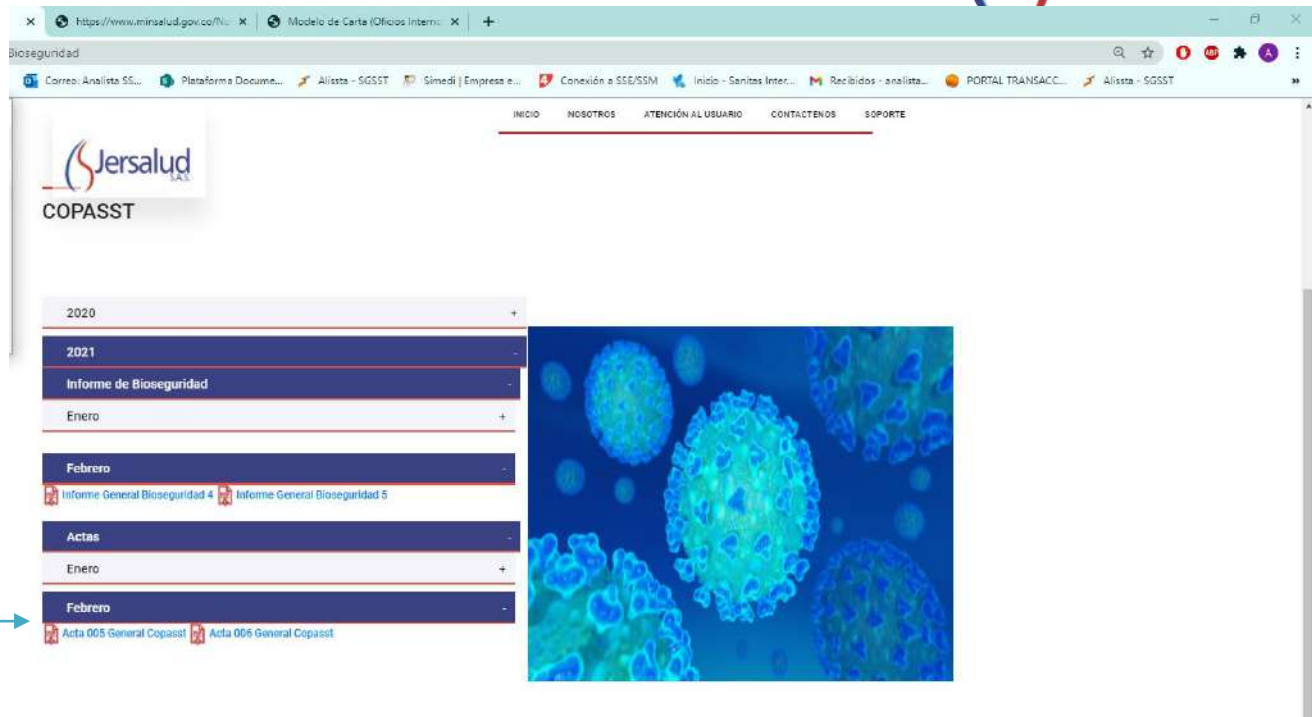 https://www.minsalud.gov.co/No Modelo de Carta (Oficios Interno
Bioseguridad
Correo: Analista SS... Plataforma Docume... Alissta - SGSST Simedi | Empresa e... Conexión a SSE/SSM Inicio - Sanitas Inter... Recibidos - analista... PORTAL TRANSACC... Alissta - SGSST »
INICIO NOSOTROS ATENCIÓN AL USUARIO CONTACTENOS SOPORTE
Jersalud
S.A.S.
COPASST
2020 +
2021 -
Informe de Bioseguridad -
Enero +
Febrero -
Informe General Bioseguridad 4 Informe General Bioseguridad 5
Actas -
Enero +
Febrero -
Acta 005 General Copasst Acta 006 General Copasst